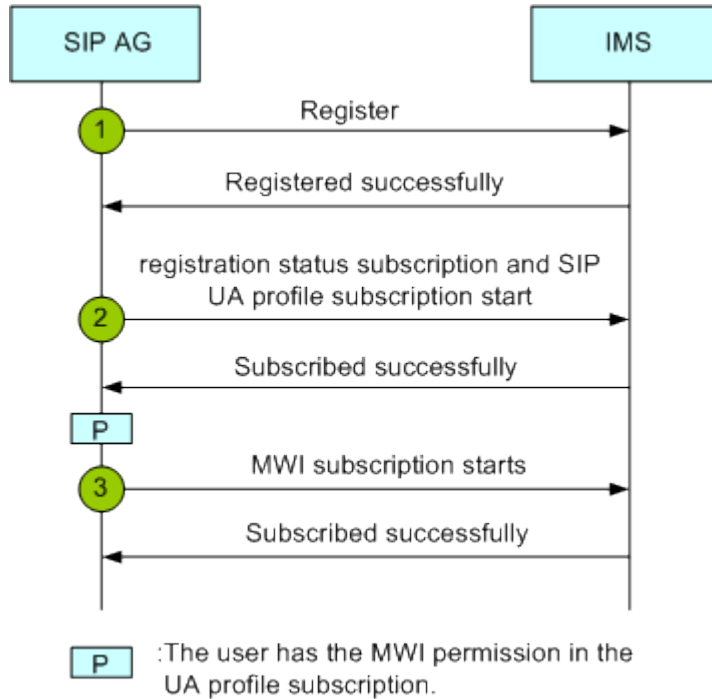 SIP AG
IMS
1
Register
Registered successfully
registration status subscription and SIP
UA profile subscription start
2
Subscribed successfully
P
MWI subscription starts
3
Subscribed successfully
P
:The user has the MWI permission in the
UA profile subscription.